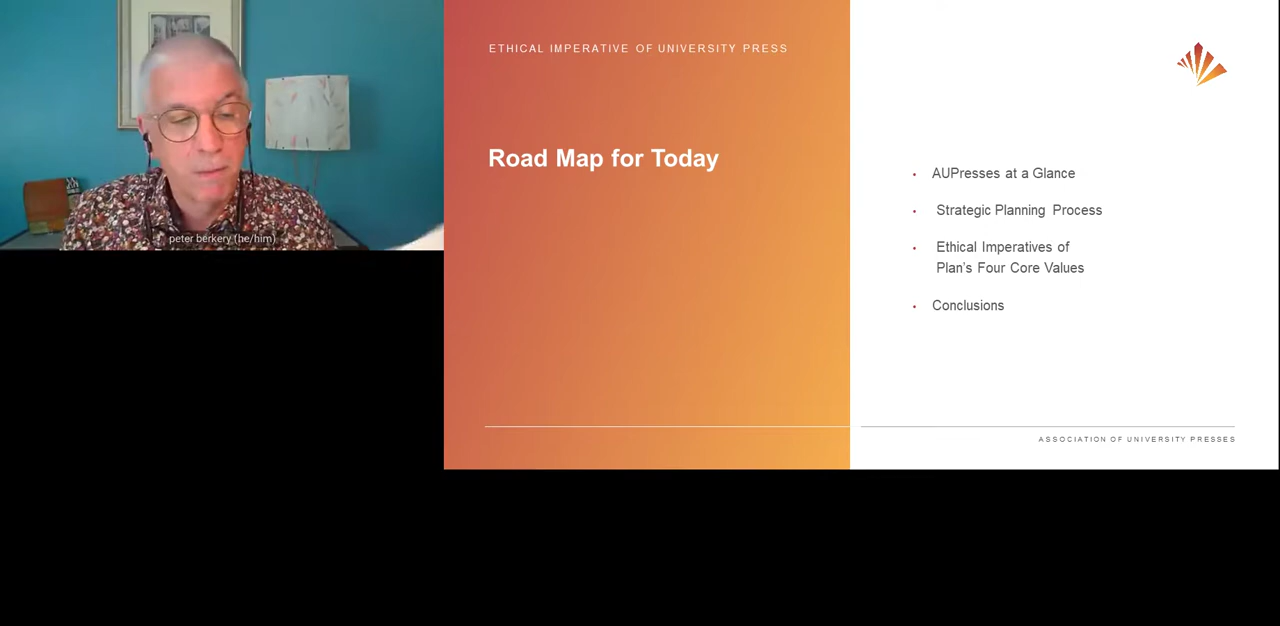 peter berkery (he/him)
ETHICAL IMPERATIVE OF UNIVERSITY PRESS
Road Map for Today
• AUPresses at a Glance
• Strategic Planning Process
• Ethical Imperatives of
Plan's Four Core Values
• Conclusions
ASSOCIATION OF UNIVERSITY PRESSES